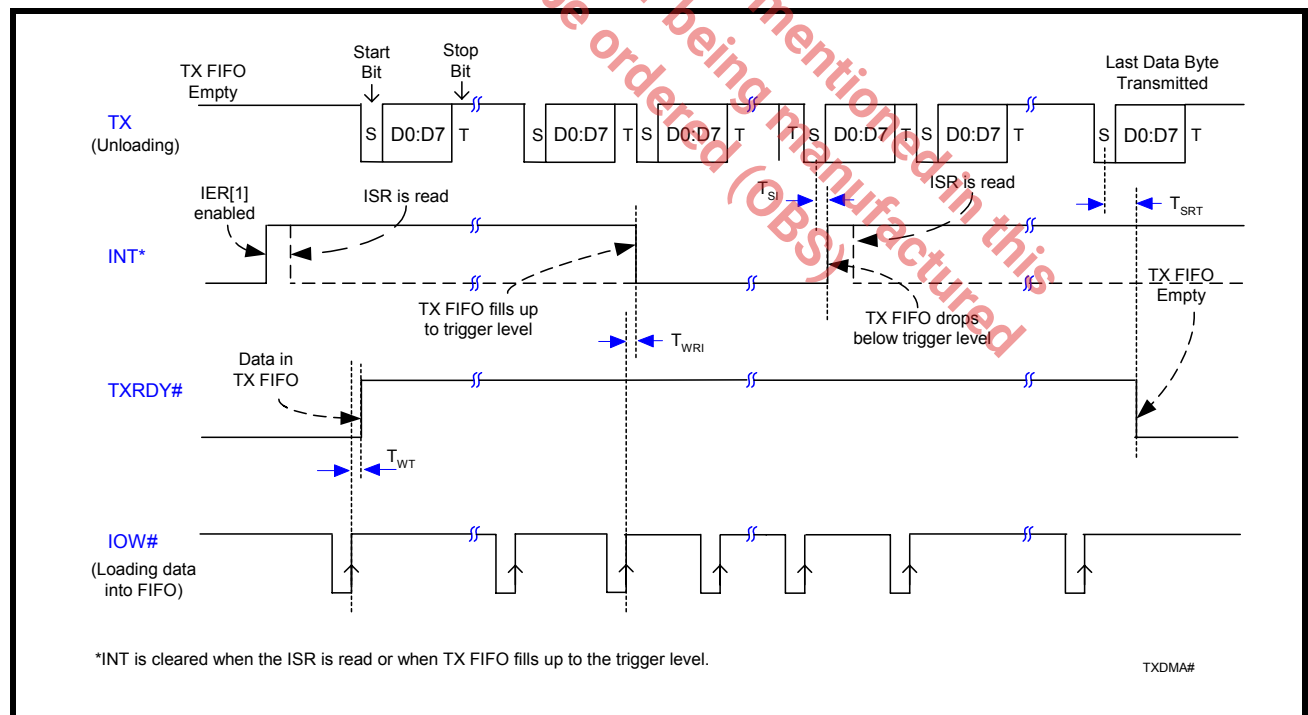 mentioned in this
being manufactured
be ordered (OBS)
TX FIFO
Empty
Start
Bit
Stop
Bit
Last Data Byte
Transmitted
TX
(Unloading)
S D0:D7 T S D0:D7 T S D0:D7 T T S D0:D7 T S D0:D7 T S D0:D7 T
IER[1]
enabled
ISR is read
TSI
ISR is read
TSRT
INT*
TX FIFO fills up
to trigger level
TX FIFO drops
below trigger level
TX FIFO
Empty
TWRI
Data in
TX FIFO
TXRDY#
TWT
IOW#
(Loading data
into FIFO)
*INT is cleared when the ISR is read or when TX FIFO fills up to the trigger level.
TXDMA#